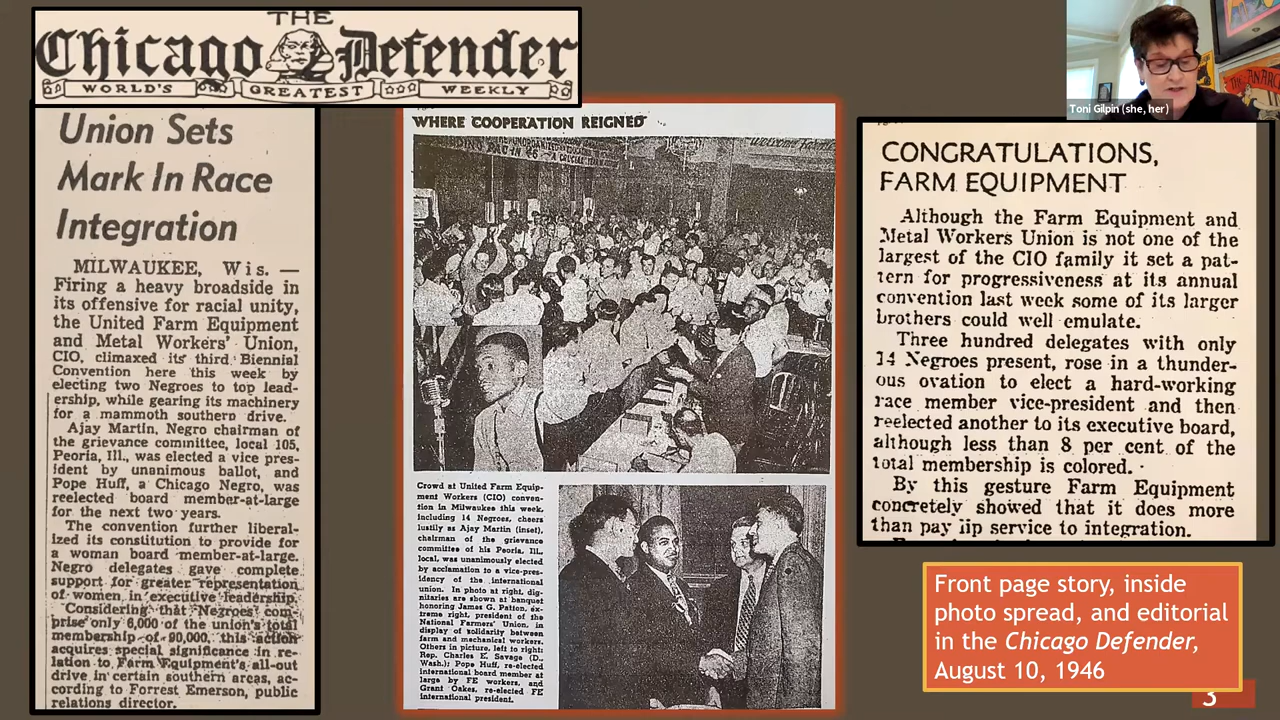 THE
Chicago Defender
WORLD'S GREATEST WEEKLY
Union Sets
Mark In Race
Integration
MILWAUKEE, Wis. —
Firing a heavy broadside in
its offensive for racial unity,
the United Farm Equipment
and Metal Workers' Union,
CIO, climaxed its third Biennial
Convention here this week by
electing two Negroes to top lead-
ership, while gearing its machinery
for a mammoth southern drive.
Ajay Martin, Negro chairman of
the grievance committee, local 105,
Peoria, Ill., was elected a vice pres-
ident by unanimous ballot, and
Pope Huff, a Chicago Negro, was
reelected board member-at-large
for the next two years.
The convention further liberal-
ized its constitution to provide for
a woman board member-at-large.
Negro delegates gave complete
support for greater representation
of women in executive leadership.
Considering that Negroes com-
prise only 6,000 of the union's total
membership of 90,000, this action
acquires special significance in re-
lation to Farm Equipment's all-out
drive in certain southern areas, ac-
cording to Forrest Emerson, public
relations director.
WHERE COOPERATION REIGNED
Crowd at United Farm Equip-
ment Workers (CIO) conven-
tion in Milwaukee this week,
including 14 Negroes, cheers
lustily as Ajay Martin (inset),
chairman of the grievance
committee of his Peoria, Ill.,
local, was unanimously elected
by acclamation to a vice-pres-
idency of the international
union. In photo at right, dig-
nitaries are shown at banquet
honoring James G. Patton, ex-
treme right, president of the
National Farmers' Union, in
display of solidarity between
farm and mechanical workers.
Others in picture, left to right:
Rep. Charles E. Savage (D.,
Wash.); Pope Huff, re-elected
international board member at
large by FE workers, and
Grant Oakes, re-elected FE
international president.
Toni Gilpin (she, her)
THE ANARC
CONGRATULATIONS,
FARM EQUIPMENT
Although the Farm Equipment and
Metal Workers Union is not one of the
largest of the CIO family it set a pat-
tern for progressiveness at its annual
convention last week some of its larger
brothers could well emulate.
Three hundred delegates with only
14 Negroes present, rose in a thunder-
ous ovation to elect a hard-working
race member vice-president and then
reelected another to its executive board,
although less than 8 per cent of the
total membership is colored.
By this gesture Farm Equipment
concretely showed that it does more
than pay lip service to integration.
Front page story, inside
photo spread, and editorial
in the Chicago Defender,
August 10, 1946
3